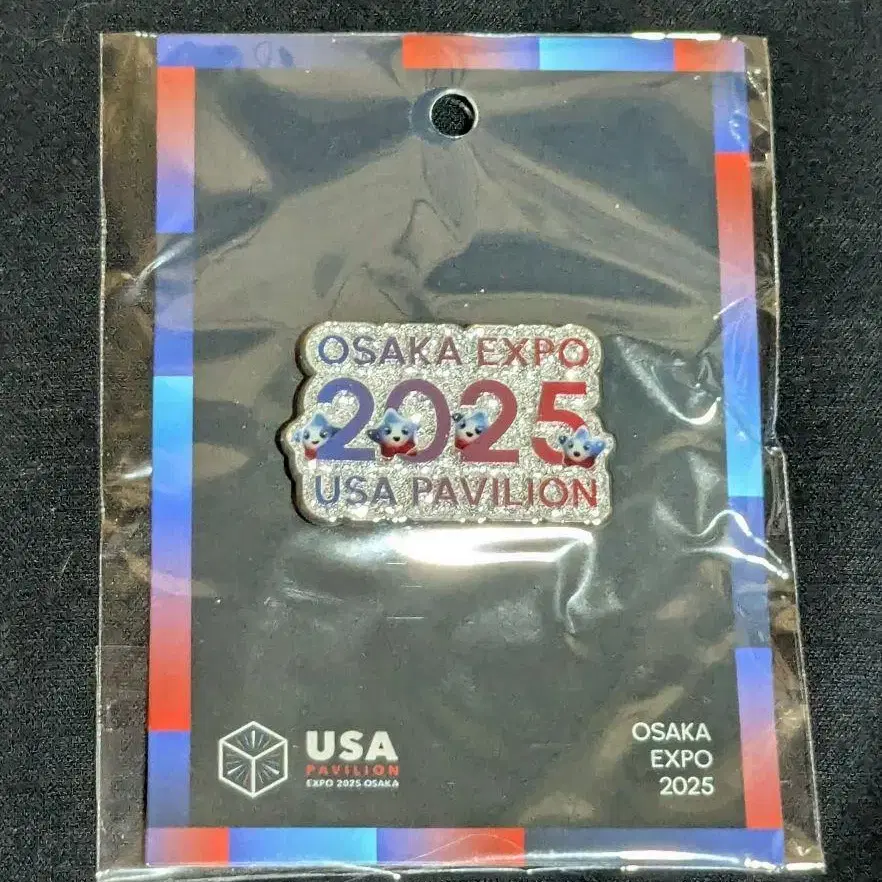 OSAKA EXPO
2025
USA PAVILION
USA
PAVILION
EXPO 2025 OSAKA
OSAKA
EXPO
2025